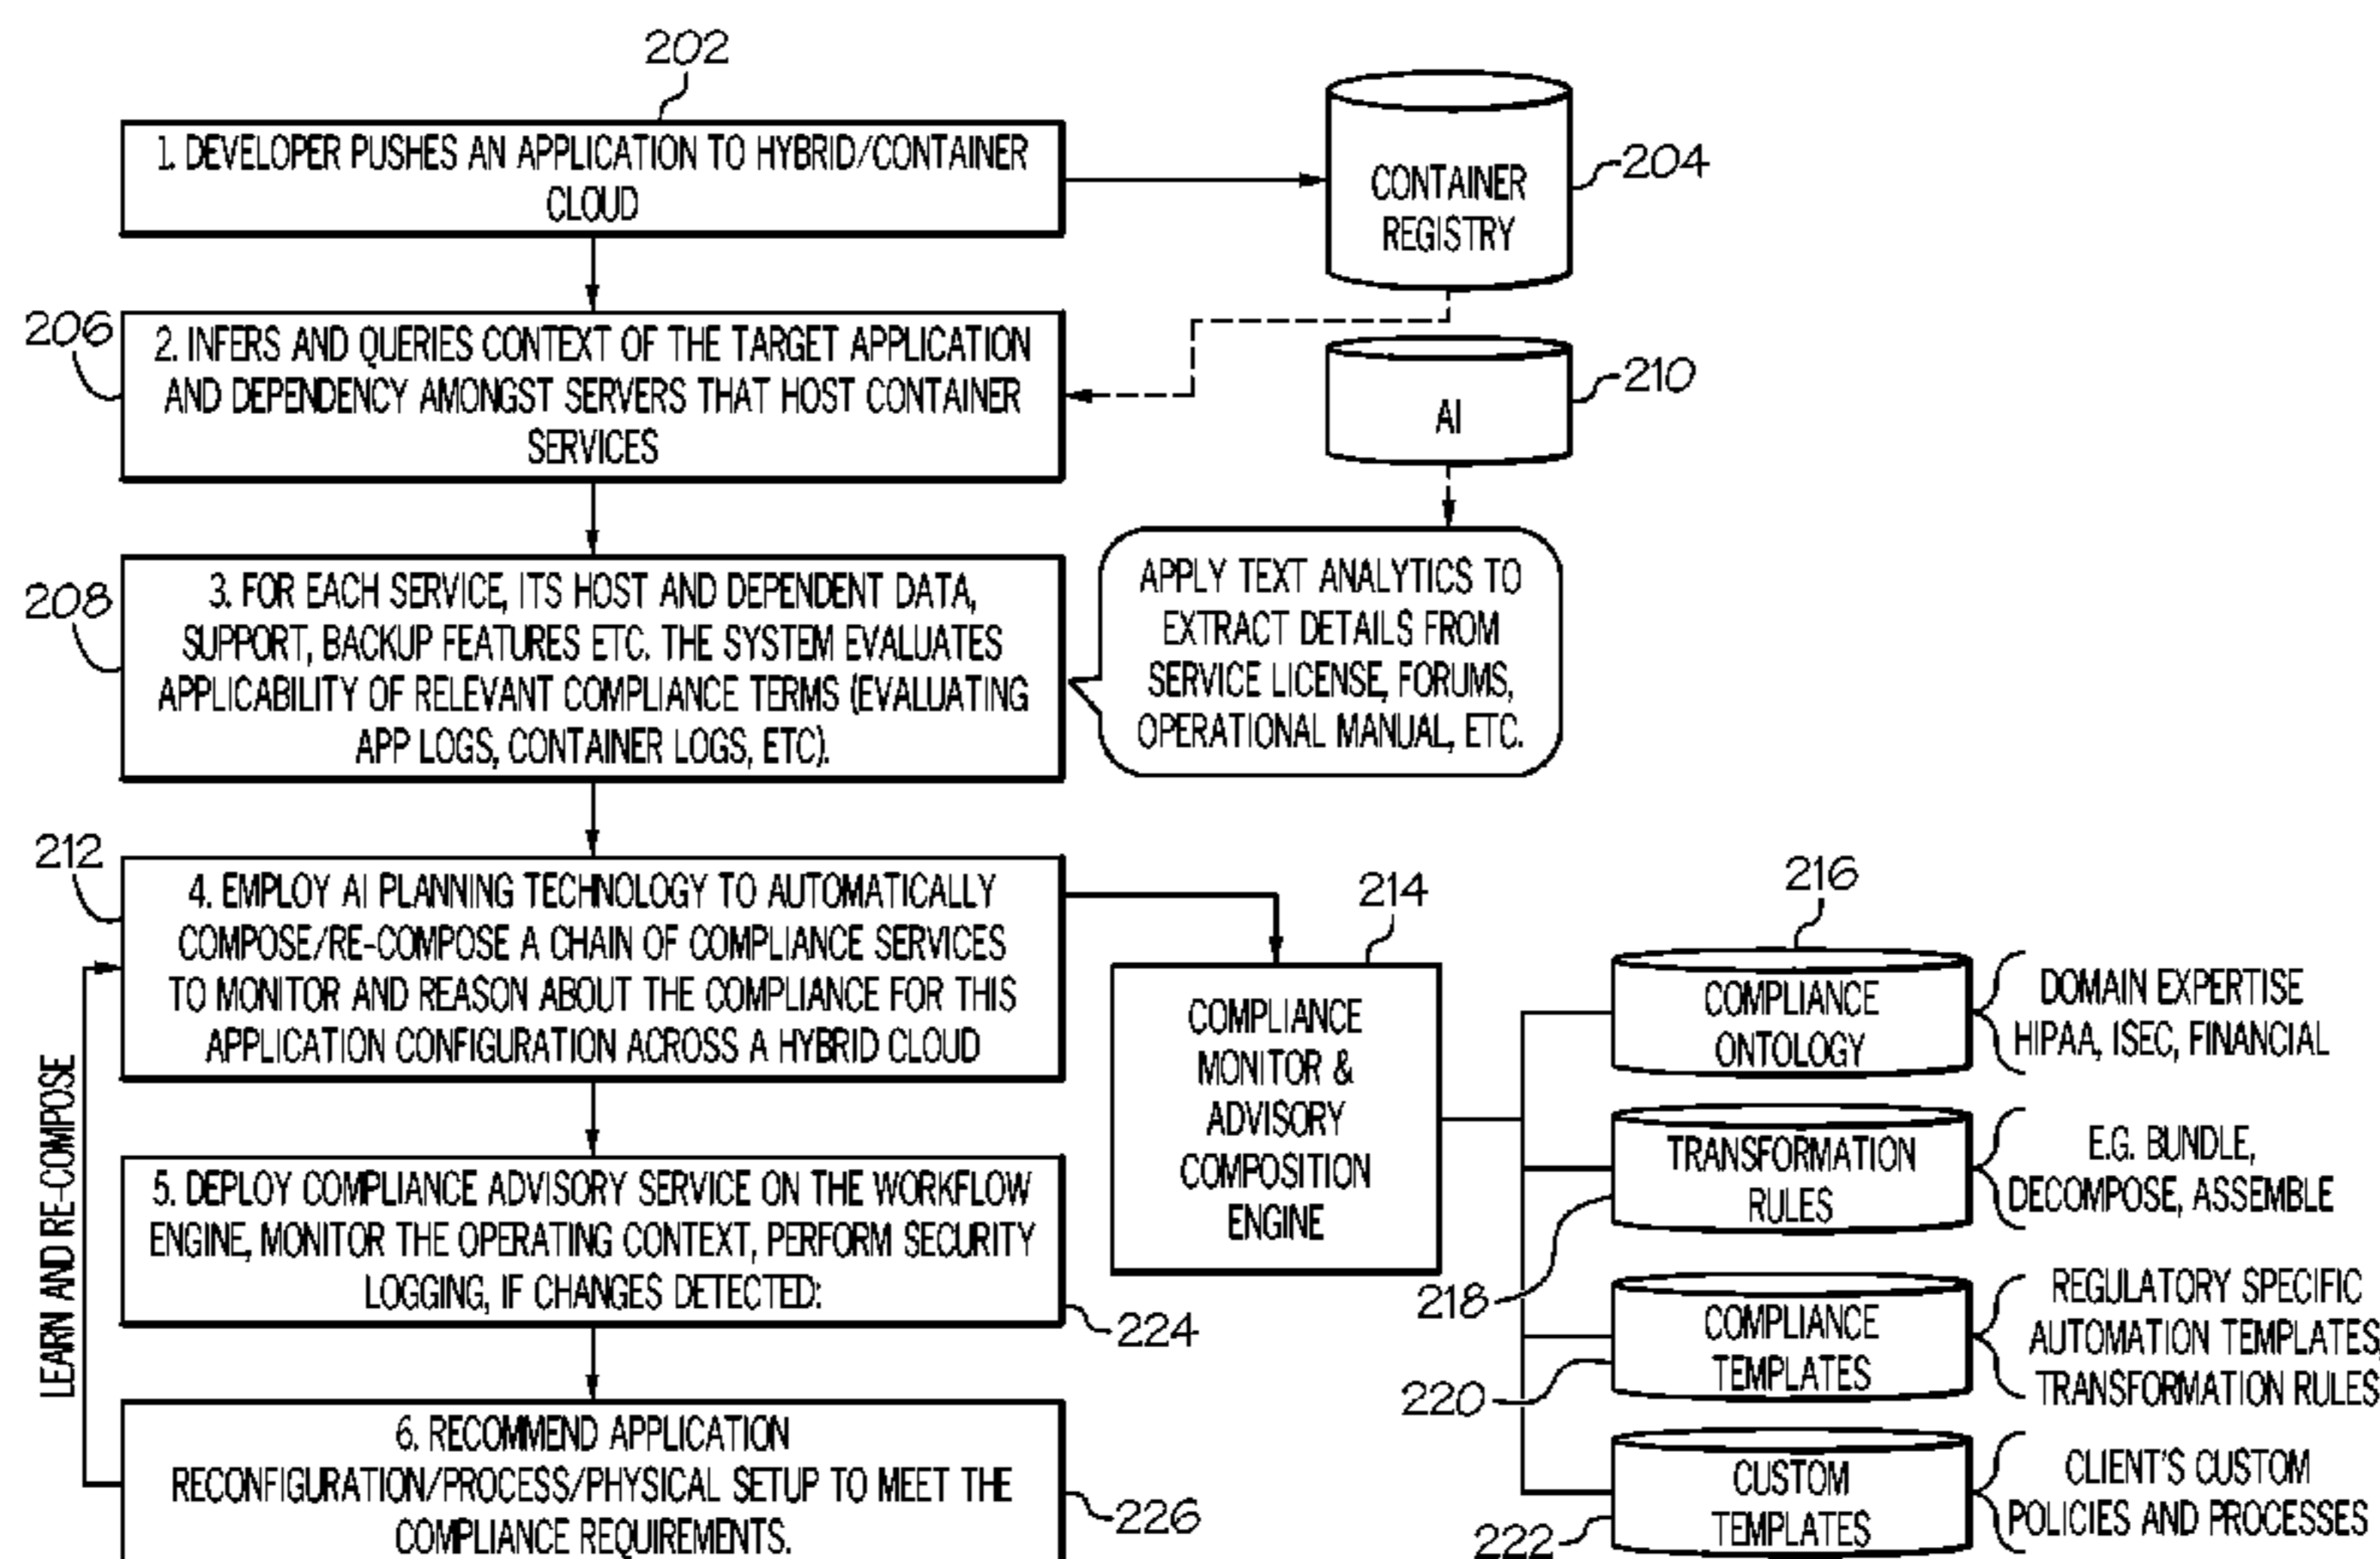 202
1. DEVELOPER PUSHES AN APPLICATION TO HYBRID/CONTAINER
CLOUD
CONTAINER
REGISTRY
204
206
2. INFERS AND QUERIES CONTEXT OF THE TARGET APPLICATION
AND DEPENDENCY AMONGST SERVERS THAT HOST CONTAINER
SERVICES
AI
210
208
3. FOR EACH SERVICE, ITS HOST AND DEPENDENT DATA,
SUPPORT, BACKUP FEATURES ETC. THE SYSTEM EVALUATES
APPLICABILITY OF RELEVANT COMPLIANCE TERMS (EVALUATING
APP LOGS, CONTAINER LOGS, ETC).
APPLY TEXT ANALYTICS TO
EXTRACT DETAILS FROM
SERVICE LICENSE, FORUMS,
OPERATIONAL MANUAL, ETC.
212
4. EMPLOY AI PLANNING TECHNOLOGY TO AUTOMATICALLY
COMPOSE/RE-COMPOSE A CHAIN OF COMPLIANCE SERVICES
TO MONITOR AND REASON ABOUT THE COMPLIANCE FOR THIS
APPLICATION CONFIGURATION ACROSS A HYBRID CLOUD
214
COMPLIANCE
MONITOR &
ADVISORY
COMPOSITION
ENGINE
216
COMPLIANCE
ONTOLOGY
DOMAIN EXPERTISE
HIPAA, ISEC, FINANCIAL
TRANSFORMATION
RULES
218
E.G. BUNDLE,
DECOMPOSE, ASSEMBLE
COMPLIANCE
TEMPLATES
220
REGULATORY SPECIFIC
AUTOMATION TEMPLATES,
TRANSFORMATION RULES
CUSTOM
TEMPLATES
222
CLIENT'S CUSTOM
POLICIES AND PROCESSES
LEARN AND RE-COMPOSE
5. DEPLOY COMPLIANCE ADVISORY SERVICE ON THE WORKFLOW
ENGINE, MONITOR THE OPERATING CONTEXT, PERFORM SECURITY
LOGGING, IF CHANGES DETECTED:
224
6. RECOMMEND APPLICATION
RECONFIGURATION/PROCESS/PHYSICAL SETUP TO MEET THE
COMPLIANCE REQUIREMENTS.
226